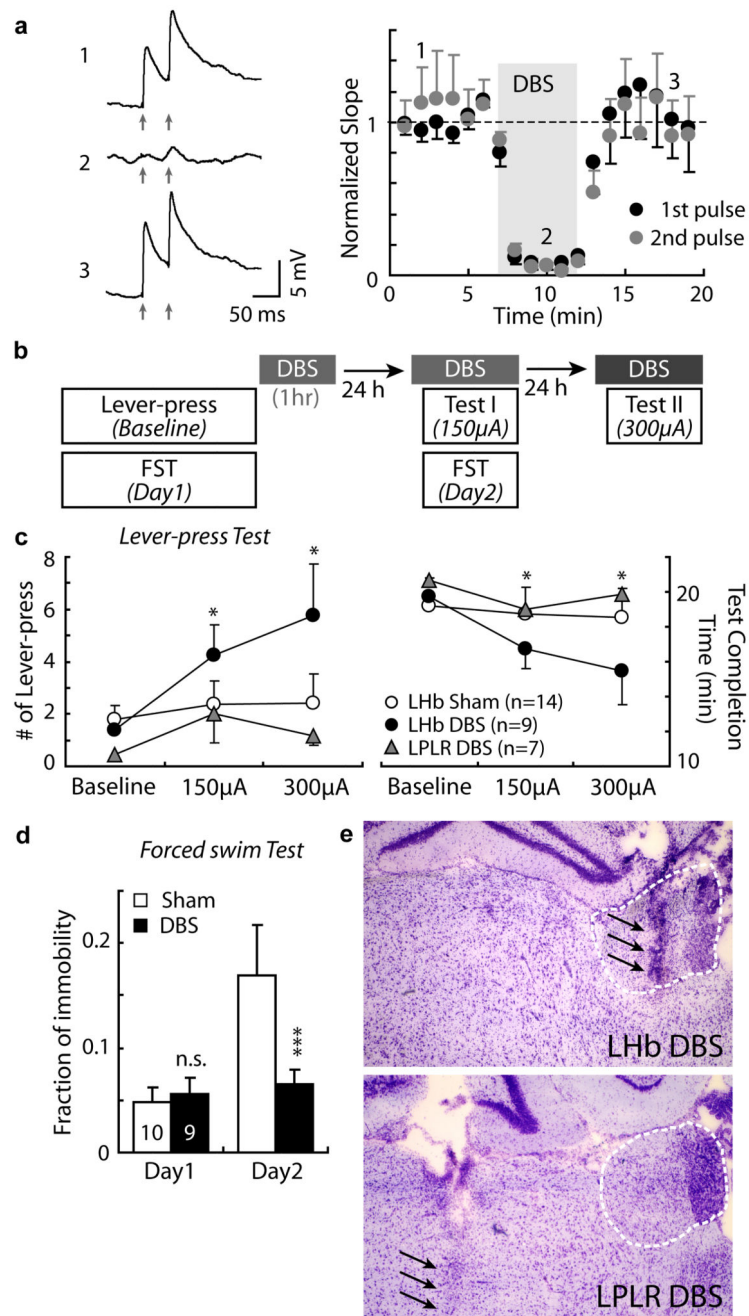 a
1
2
3
5 mV
50 ms
Normalized Slope
1
0
1
DBS
2
3
1st pulse
2nd pulse
0 5 10 15 20
Time (min)
b
DBS
(1hr)
24 h
DBS
24 h
DBS
Lever-press
(Baseline)
Test I
(150µA)
Test II
(300µA)
FST
(Day1)
FST
(Day2)
c
Lever-press Test
# of Lever-press
8
6
4
2
0
*
*
Baseline 150µA 300µA
*
*
LHb Sham (n=14)
LHb DBS (n=9)
LPLR DBS (n=7)
20
10
Test Completion
Time (min)
Baseline 150µA 300µA
d
Forced swim Test
Fraction of immobility
0.2
0.1
0
Sham
DBS
n.s.
***
10
9
Day1 Day2
e
LHb DBS
LPLR DBS